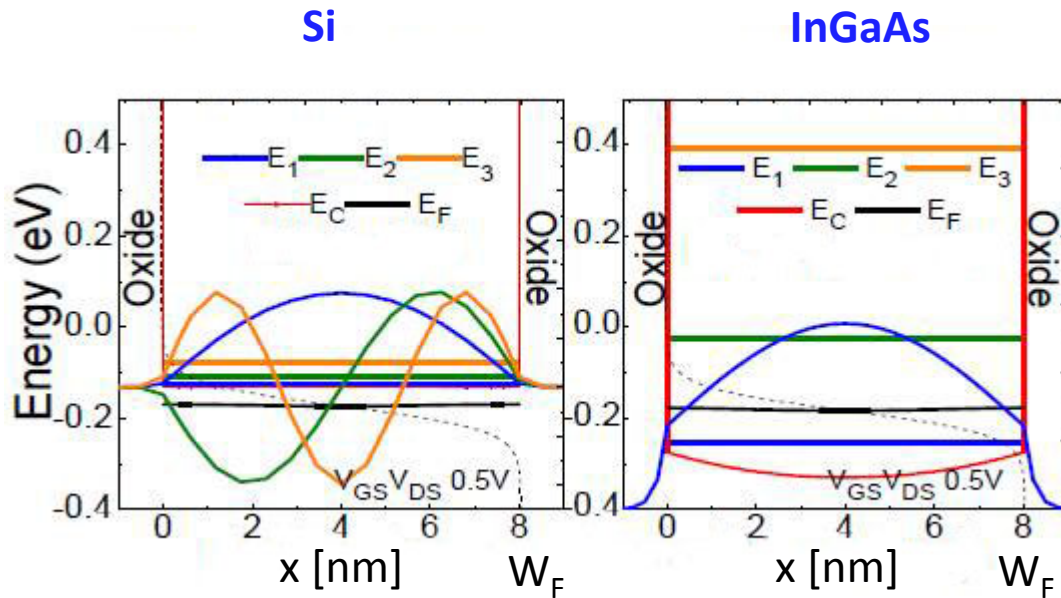 Si
InGaAs
0.4
0.2
0.0
-0.2
-0.4
Energy (eV)
Oxide
E1 E2 E3
EC EF
Oxide
VGS VDS 0.5V
0 2 4 6 8
x [nm]
WF
0.4
0.2
0.0
0.2
0.4
Oxide
E1 E2 E3
EC EF
Oxide
VGS VDS 0.5V
0 2 4 6 8
x [nm]
WF